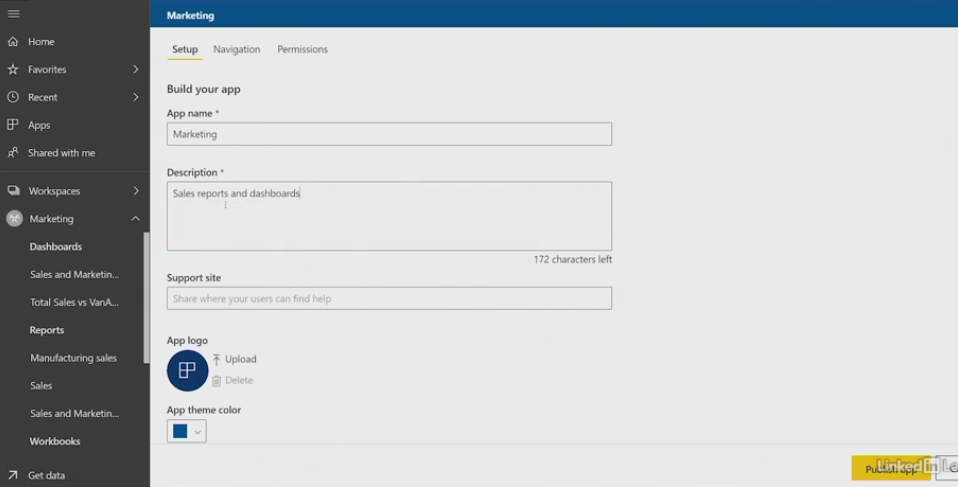 Marketing
Home
Favorites
Recent
Apps
Shared with me
Workspaces
Marketing
Dashboards
Sales and Marketin...
Total Sales vs VanA...
Reports
Manufacturing sales
Sales
Sales and Marketin...
Workbooks
Get data
Setup Navigation Permissions
Build your app
App name *
Marketing
Description *
Sales reports and dashboards
172 characters left
Support site
Share where your users can find help
App logo
Upload
Delete
App theme color
Publish app
Linked in Le